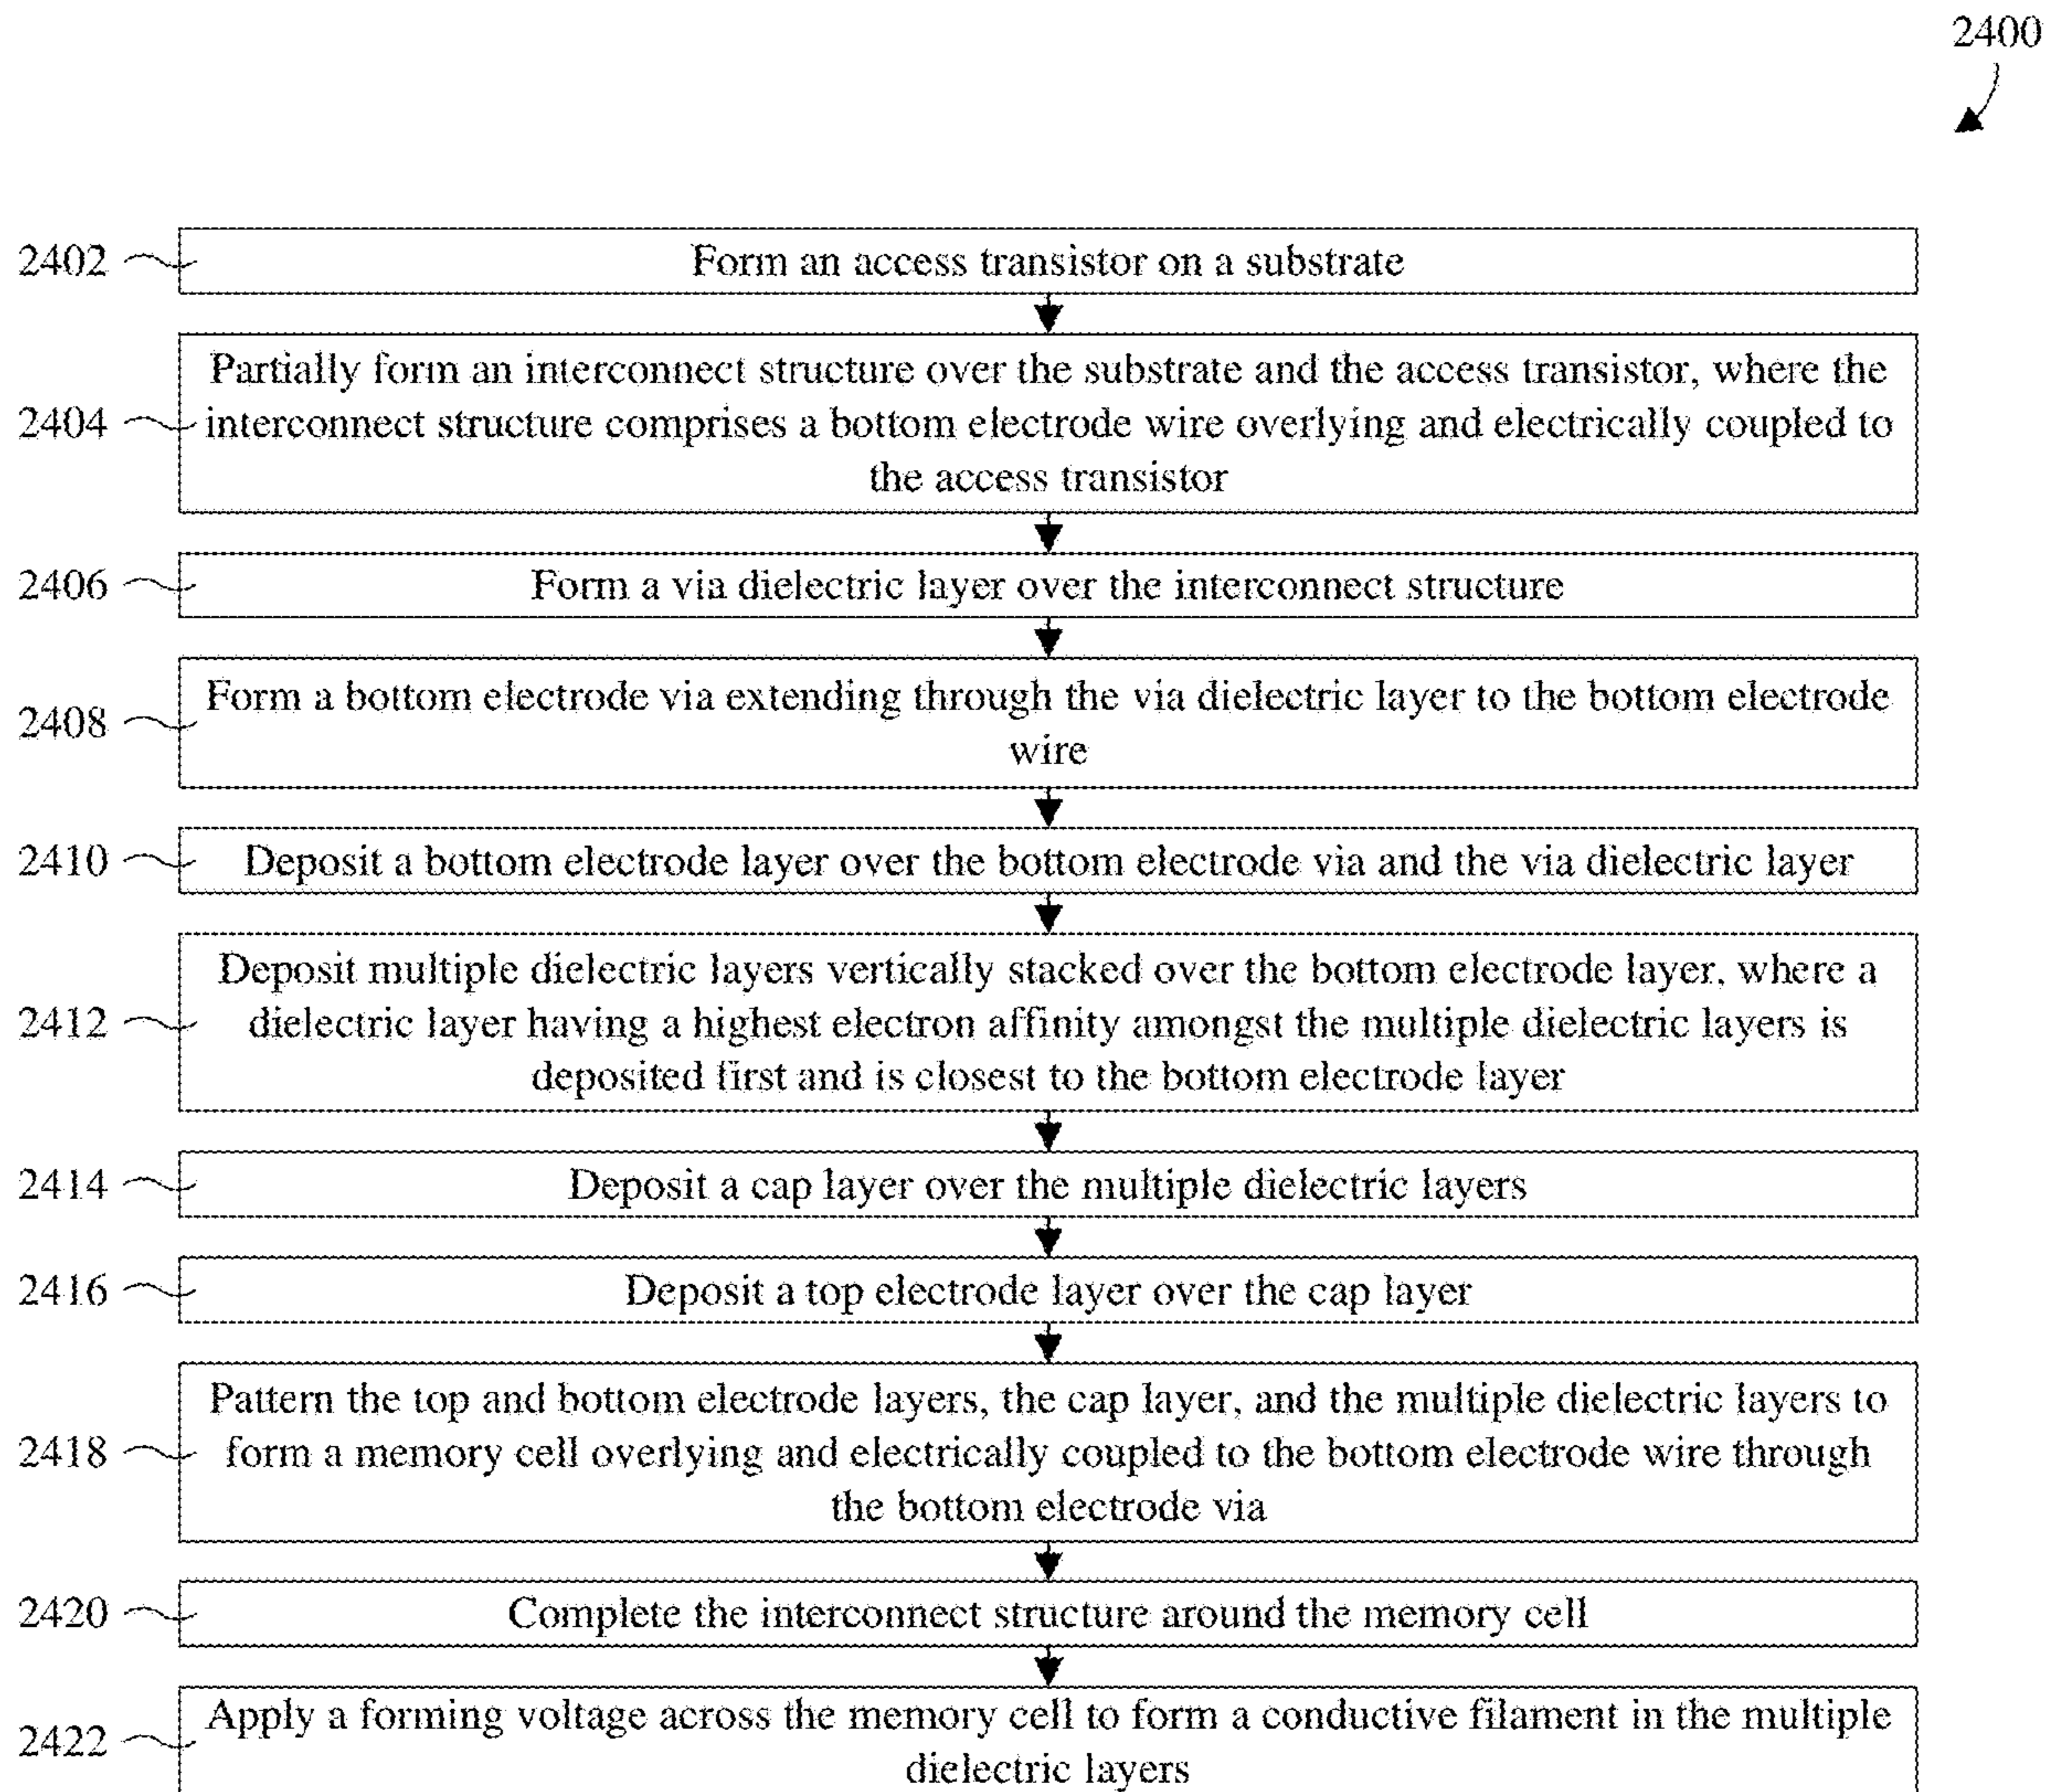 2400
2402
Form an access transistor on a substrate
Partially form an interconnect structure over the substrate and the access transistor, where the
2404
interconnect structure comprises a bottom electrode wire overlying and electrically coupled to
the access transistor
2406
Form a via dielectric layer over the interconnect structure
Form a bottom electrode via extending through the via dielectric layer to the bottom electrode
2408
wire
2410
Deposit a bottom electrode layer over the bottom electrode via and the via dielectric layer
Deposit multiple dielectric layers vertically stacked over the bottom electrode layer, where a
2412
dielectric layer having a highest electron affinity amongst the multiple dielectric layers is
deposited first and is closest to the bottom electrode layer
2414
Deposit a cap layer over the multiple dielectric layers
2416
Deposit a top electrode layer over the cap layer
Pattern the top and bottom electrode layers, the cap layer, and the multiple dielectric layers to
2418
form a memory cell overlying and electrically coupled to the bottom electrode wire through
the bottom electrode via
2420
Complete the interconnect structure around the memory cell
Apply a forming voltage across the memory cell to form a conductive filament in the multiple
2422
dielectric layers